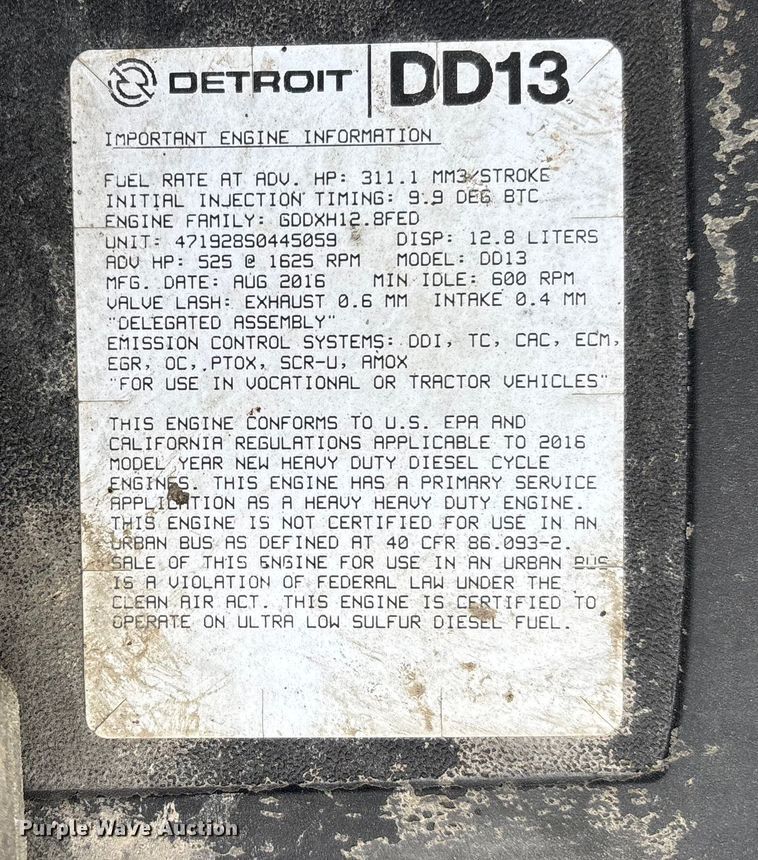 DETROIT DD13
IMPORTANT ENGINE INFORMATION
FUEL RATE AT ADV. HP: 311.1 MM3/STROKE
INITIAL INJECTION TIMING: 9.9 DEG BTC
ENGINE FAMILY: GDDXH12.8FED
UNIT: 471928S0445059 DISP: 12.8 LITERS
ADV HP: 525 @ 1625 RPM MODEL: DD13
MFG. DATE: AUG 2016 MIN IDLE: 600 RPM
VALVE LASH: EXHAUST 0.6 MM INTAKE 0.4 MM
"DELEGATED ASSEMBLY"
EMISSION CONTROL SYSTEMS: DDI, TC, CAC, ECM,
EGR, OC, PTOX, SCR-U, AMOX
"FOR USE IN VOCATIONAL OR TRACTOR VEHICLES"
THIS ENGINE CONFORMS TO U.S. EPA AND
CALIFORNIA REGULATIONS APPLICABLE TO 2016
MODEL YEAR NEW HEAVY DUTY DIESEL CYCLE
ENGINES. THIS ENGINE HAS A PRIMARY SERVICE
APPLICATION AS A HEAVY HEAVY DUTY ENGINE.
THIS ENGINE IS NOT CERTIFIED FOR USE IN AN
URBAN BUS AS DEFINED AT 40 CFR 86.093-2.
SALE OF THIS ENGINE FOR USE IN AN URBAN BUS
IS A VIOLATION OF FEDERAL LAW UNDER THE
CLEAN AIR ACT. THIS ENGINE IS CERTIFIED TO
OPERATE ON ULTRA LOW SULFUR DIESEL FUEL.
Purple Wave Auction